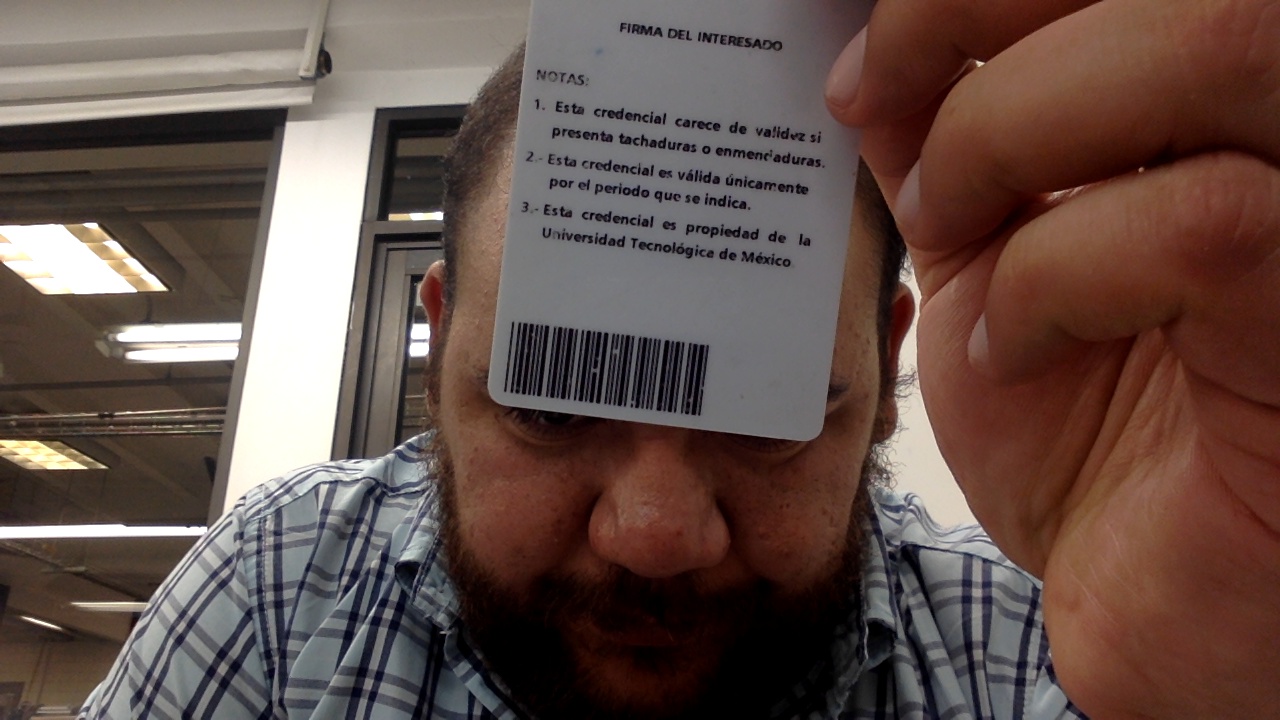 FIRMA DEL INTERESADO
NOTAS:
1. Esta credencial carece de validez si
presenta tachaduras o enmendaduras.
2.- Esta credencial es válida únicamente
por el periodo que se indica.
3.- Esta credencial es propiedad de la
Universidad Tecnológica de México